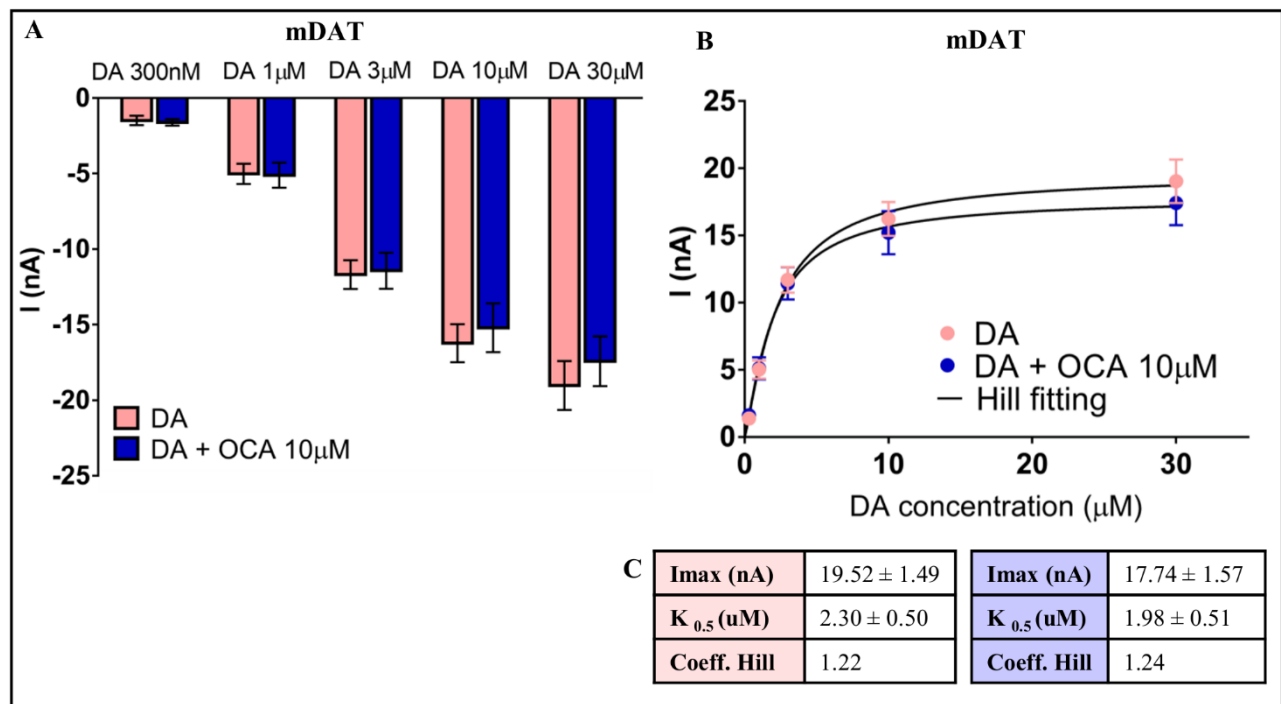 A
mDAT
DA 300nM DA 1μM DA 3μM DA 10μM DA 30μM
0
-5
-10
-15
-20
-25
I (nA)
DA
DA + OCA 10μM
B
mDAT
25
20
15
10
5
0
I (nA)
DA
DA + OCA 10μM
Hill fitting
0 10 20 30
DA concentration (μM)
C
Imax (nA) 19.52 ± 1.49
K 0.5 (uM) 2.30 ± 0.50
Coeff. Hill 1.22
Imax (nA) 17.74 ± 1.57
K 0.5 (uM) 1.98 ± 0.51
Coeff. Hill 1.24